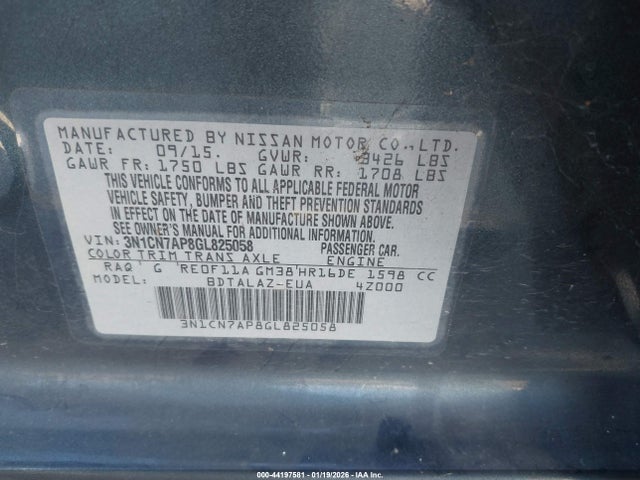 MANUFACTURED BY NISSAN MOTOR CO., LTD.
DATE: 09/15. GVWR: 3426 LBS
GAWR FR: 1750 LBS GAWR RR: 1708 LBS
THIS VEHICLE CONFORMS TO ALL APPLICABLE FEDERAL MOTOR
VEHICLE SAFETY, BUMPER AND THEFT PREVENTION STANDARDS
IN EFFECT ON THE DATE OF MANUFACTURE SHOWN ABOVE.
SEE OWNER'S MANUAL FOR ADDITIONAL INFORMATION.
VIN: 3N1CN7AP8GL825058 PASSENGER CAR.
COLOR TRIM TRANS AXLE ENGINE
RAQ G RE0F11A GM38 HR16DE 1598 CC
MODEL: BDTALAZ-EUA 4Z000
3N1CN7AP8GL825058
000-44197581 - 01/19/2026 - IAA Inc.